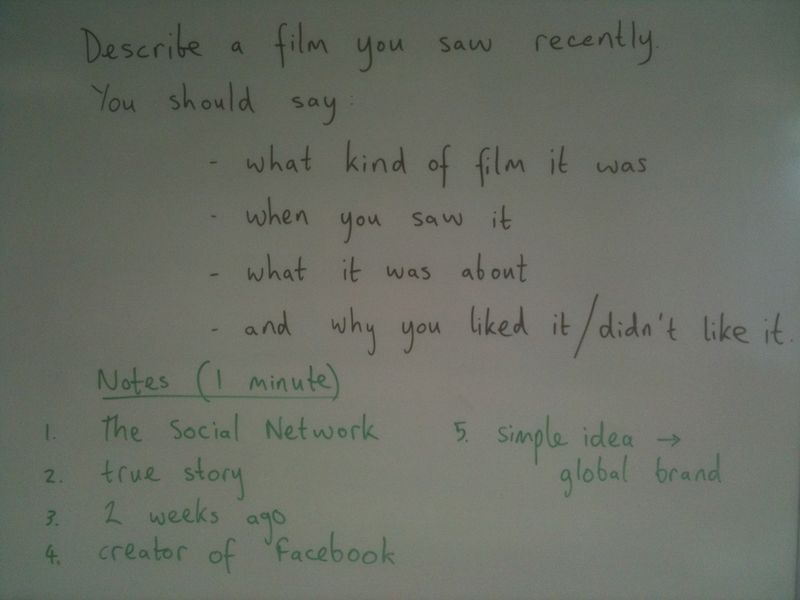 Describe a film you saw recently.
You should say:
- what kind of film it was
- when you saw it
- what it was about
- and why you liked it/didn't like it.
Notes (1 minute)
1. The Social Network
2. true story
3. 2 weeks ago
4. creator of Facebook
5. simple idea →
global brand